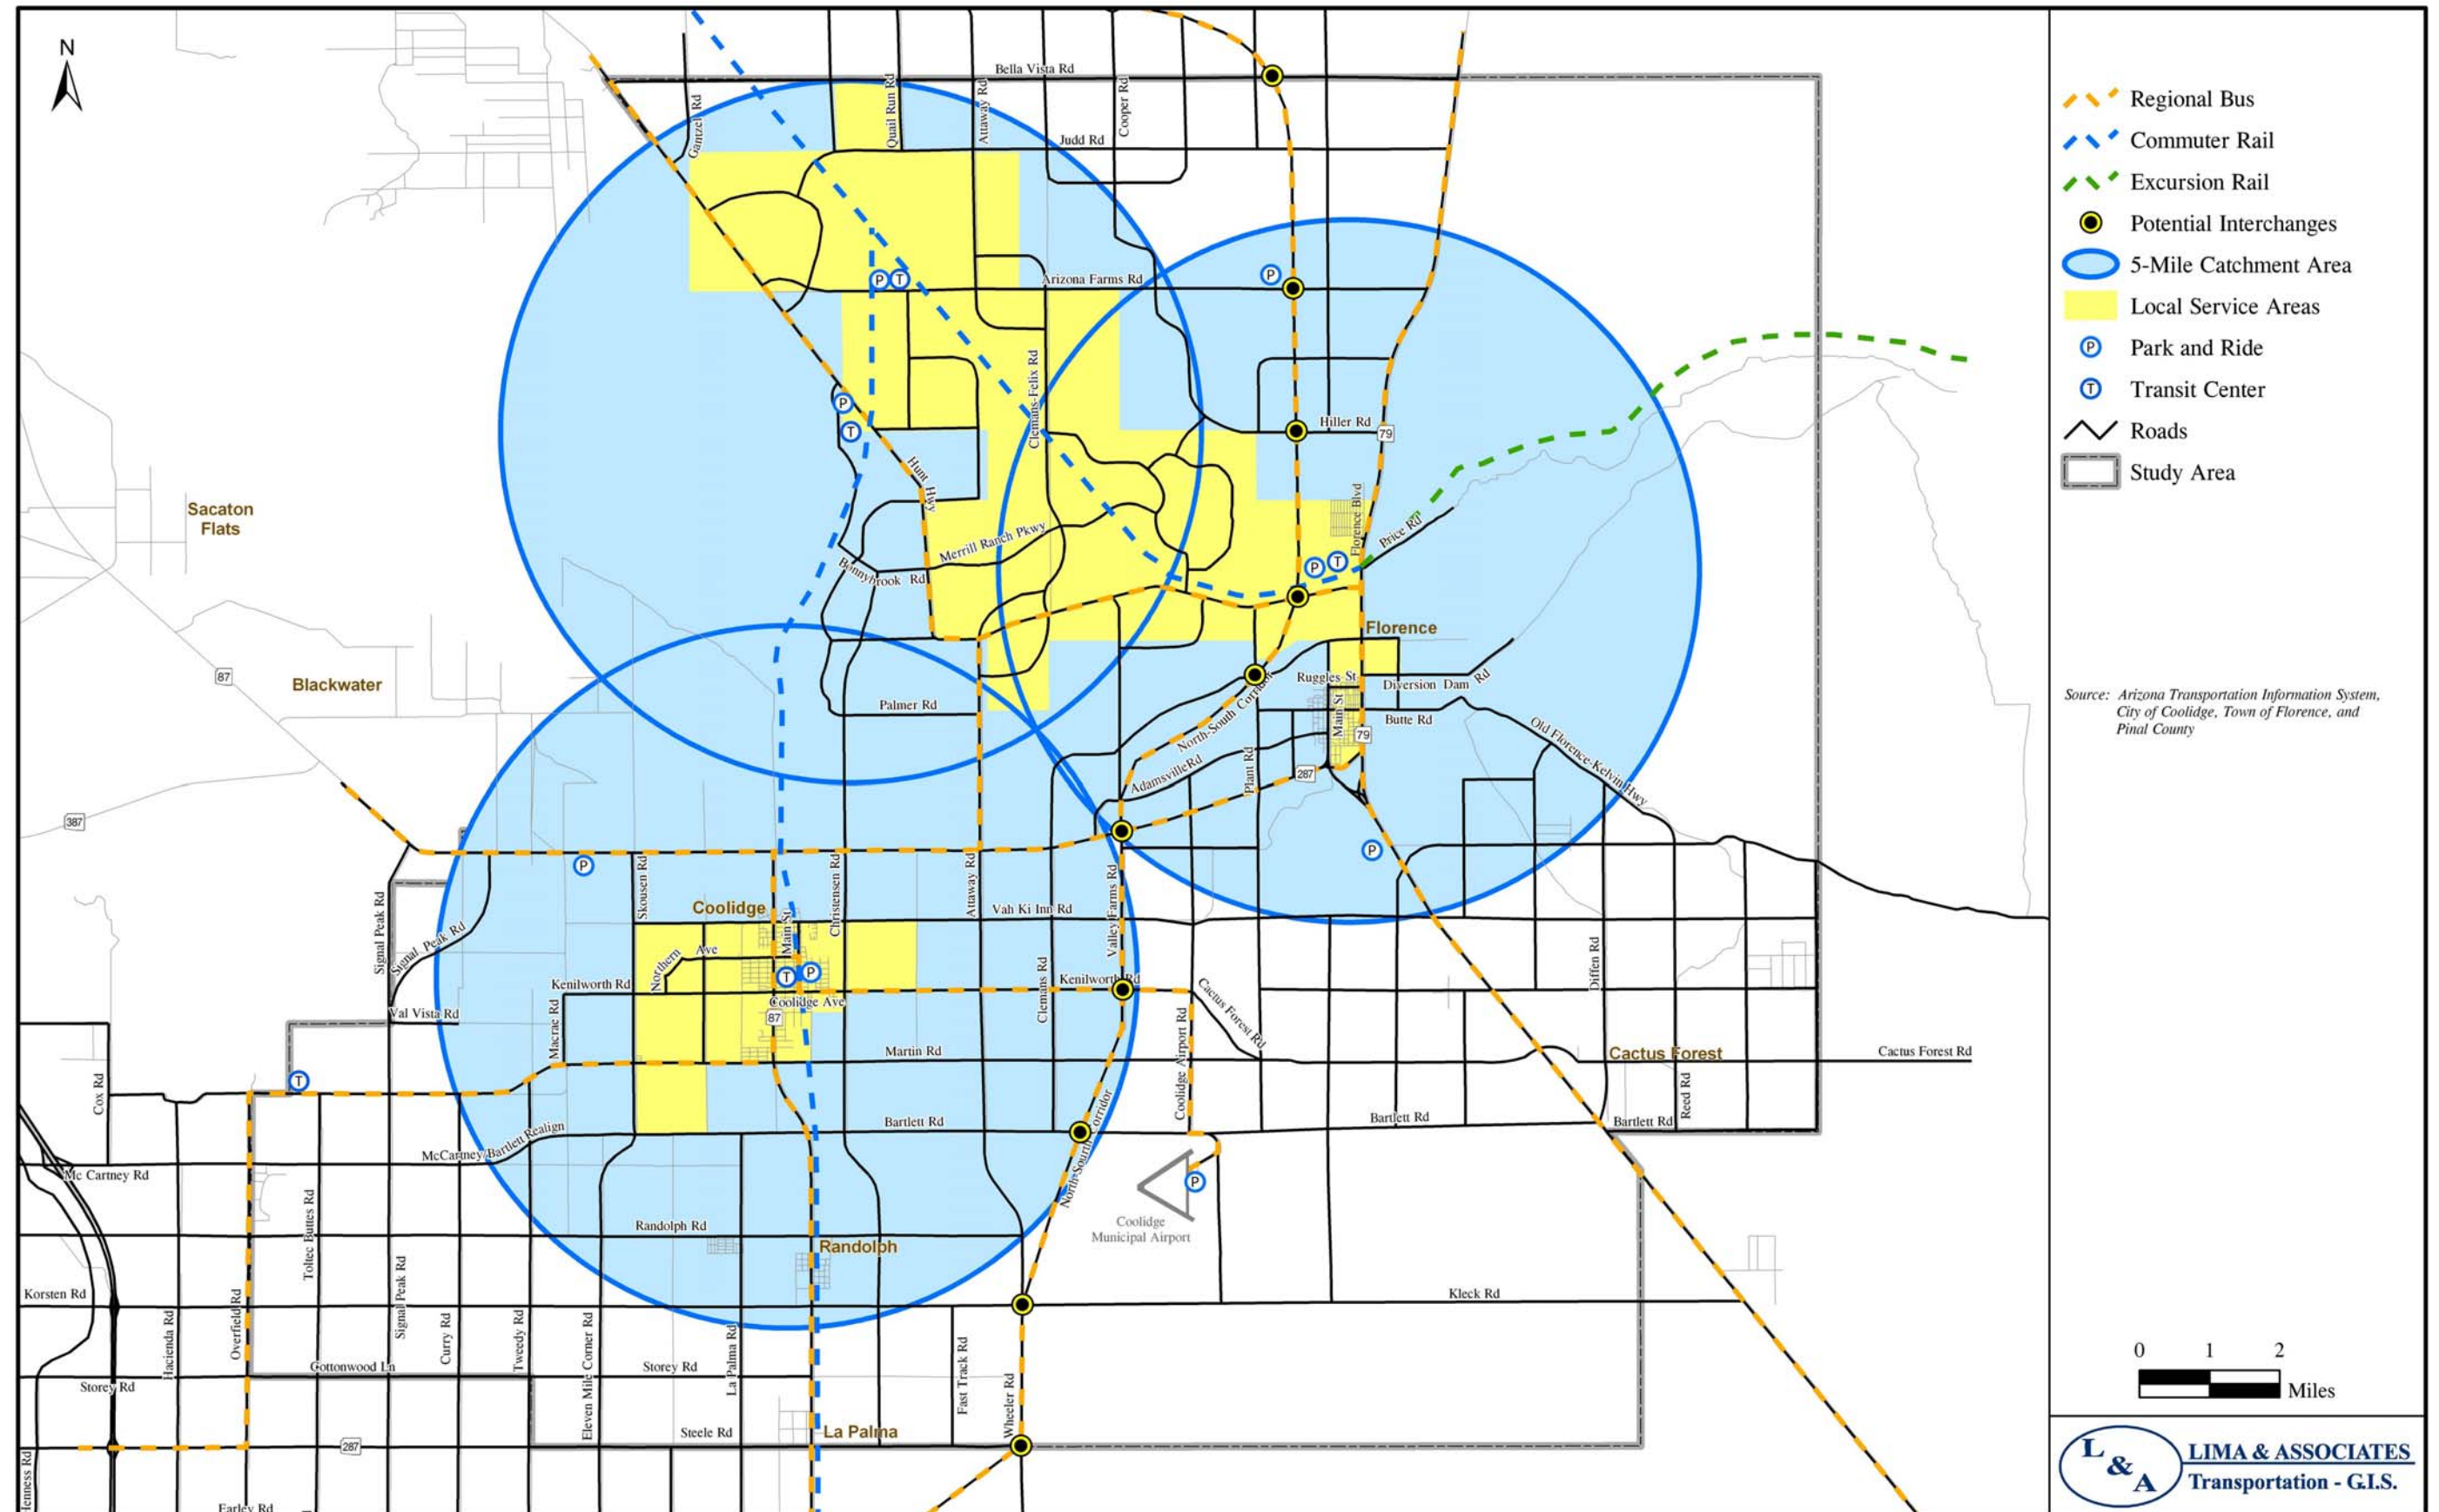 N
Bella Vista Rd
Gantzel Rd
Quail Run Rd
Attaway Rd
Cooper Rd
Judd Rd
Regional Bus
Commuter Rail
Excursion Rail
Potential Interchanges
5-Mile Catchment Area
Local Service Areas
Park and Ride
Transit Center
Roads
Study Area
P
T
Arizona Farms Rd
P
Clemans-Felix Rd
P
T
Hiller Rd
79
Hunt Hwy
Sacaton
Flats
Florence Blvd
Price Rd
Merrill Ranch Pkwy
Bonnybrook Rd
P
T
Florence
87
Blackwater
Palmer Rd
Ruggles St
Diversion Dam Rd
Main St
Butte Rd
79
North-South Corridor
Old Florence-Kelvin Hwy
Adamsville Rd
Plant Rd
287
Source: Arizona Transportation Information System,
City of Coolidge, Town of Florence, and
Pinal County
387
P
P
Skousen Rd
Christensen Rd
Attaway Rd
Valley Farms Rd
Coolidge
Vah Ki Inn Rd
Main St
Signal Peak Rd
Signal Peak Rd
Northern Ave
Kenilworth Rd
T
P
Kenilworth Rd
Clemans Rd
Coolidge Ave
Cactus Forest Rd
Diffen Rd
Val Vista Rd
Macrae Rd
87
Coolidge Airport Rd
Martin Rd
Cactus Forest
Cactus Forest Rd
T
Cox Rd
Reed Rd
Bartlett Rd
Bartlett Rd
Bartlett Rd
McCartney/Bartlett Realign
Mc Cartney Rd
North-South Corridor
P
Coolidge
Municipal Airport
Toltec Buttes Rd
Randolph Rd
Randolph
Korsten Rd
Kleck Rd
Hacienda Rd
Overfield Rd
Signal Peak Rd
Curry Rd
Tweedy Rd
Eleven Mile Corner Rd
La Palma Rd
Fast Track Rd
Wheeler Rd
Cottonwood Ln
Storey Rd
Storey Rd
Steele Rd
La Palma
287
Henness Rd
Earley Rd
0 1 2
Miles
L & A
LIMA & ASSOCIATES
Transportation - G.I.S.